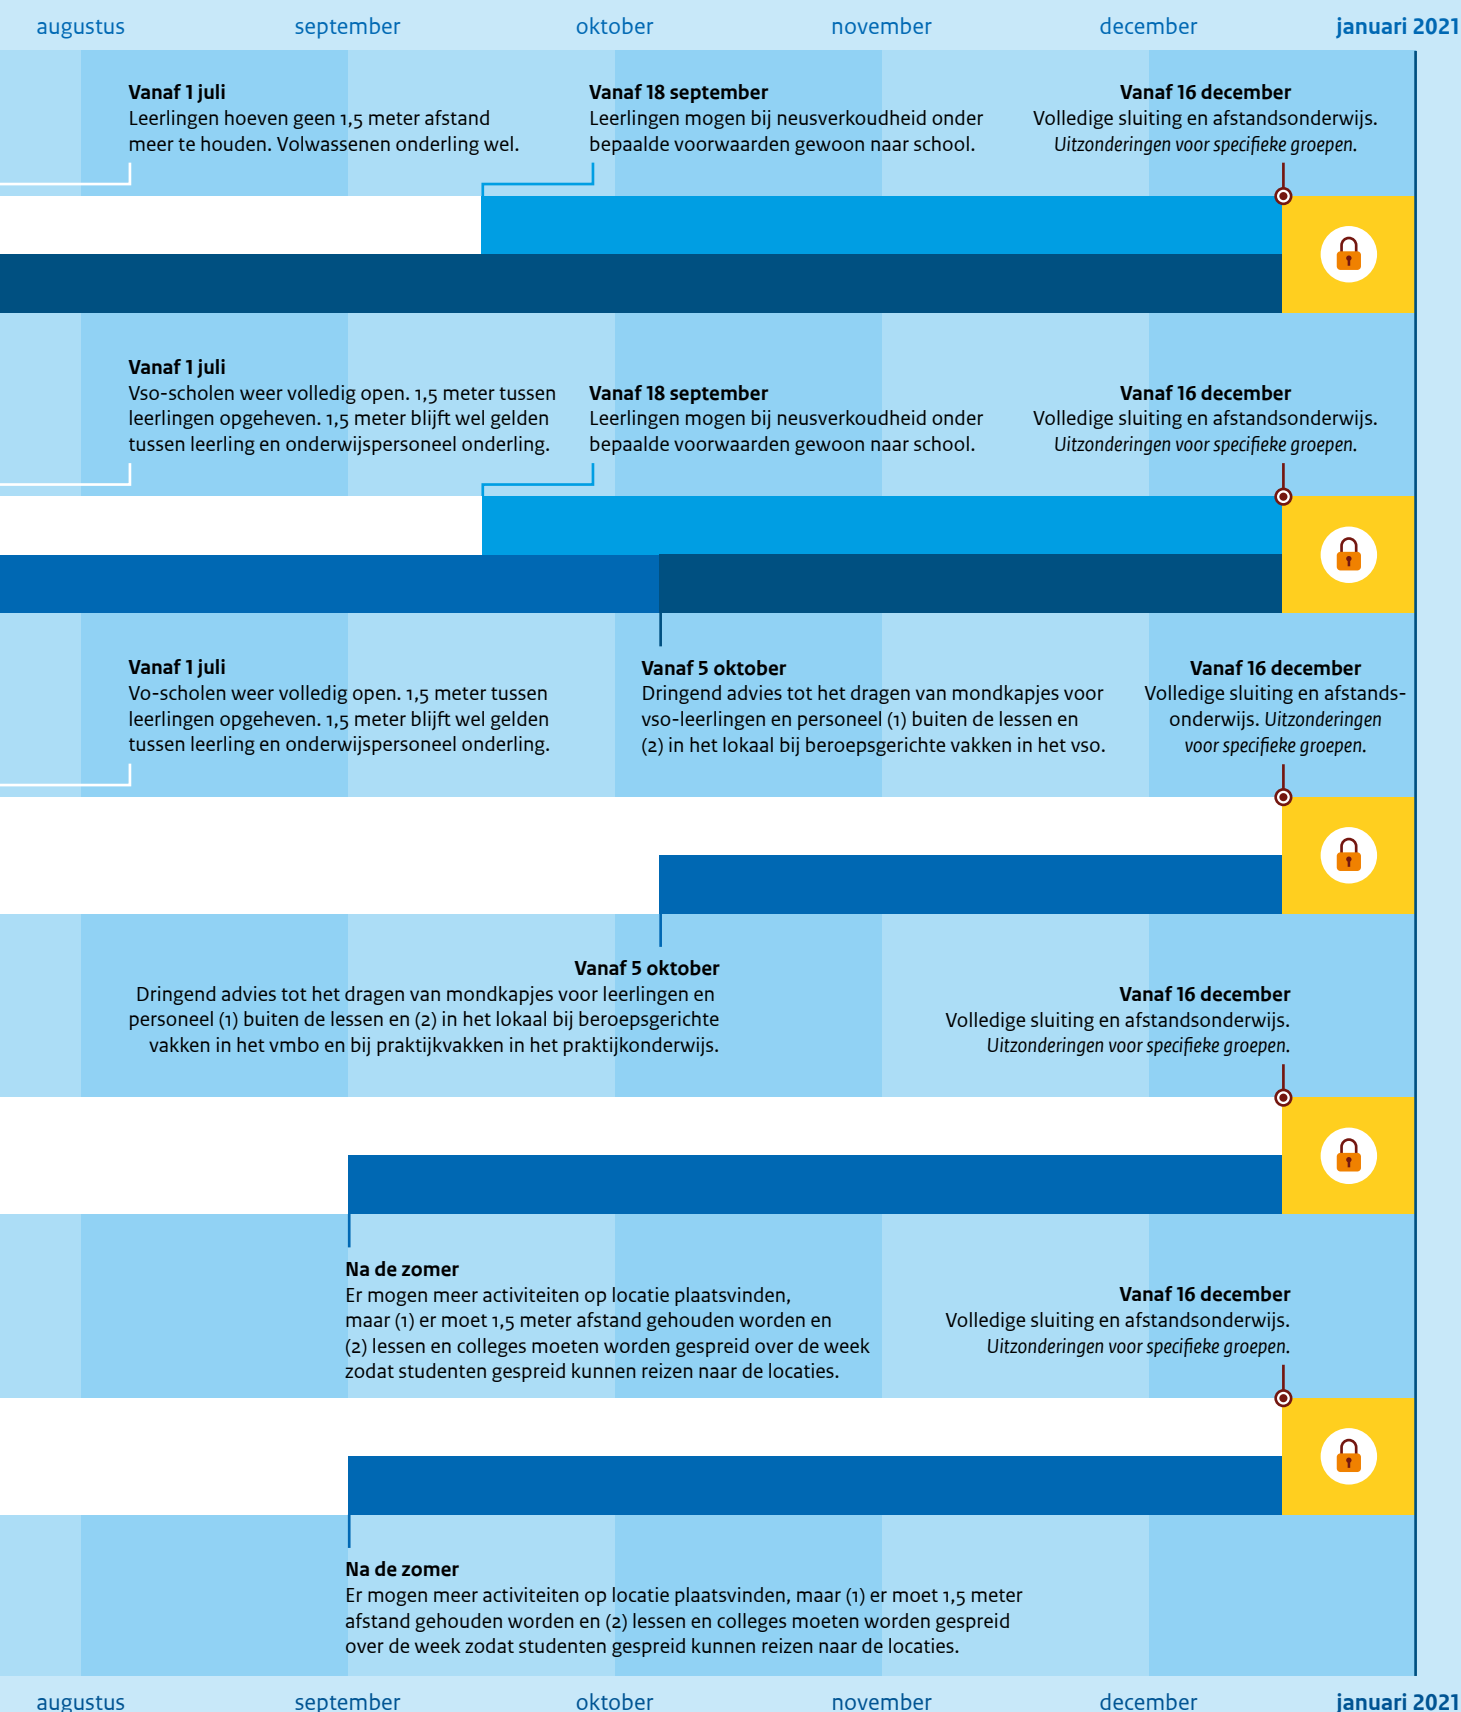 augustus september oktober november december januari 2021
Vanaf 1 juli
Leerlingen hoeven geen 1,5 meter afstand
meer te houden. Volwassenen onderling wel.
Vanaf 18 september
Leerlingen mogen bij neusverkoudheid onder
bepaalde voorwaarden gewoon naar school.
Vanaf 16 december
Volledige sluiting en afstandsonderwijs.
Uitzonderingen voor specifieke groepen.
Vanaf 1 juli
Vso-scholen weer volledig open. 1,5 meter tussen
leerlingen opgeheven. 1,5 meter blijft wel gelden
tussen leerling en onderwijspersoneel onderling.
Vanaf 18 september
Leerlingen mogen bij neusverkoudheid onder
bepaalde voorwaarden gewoon naar school.
Vanaf 16 december
Volledige sluiting en afstandsonderwijs.
Uitzonderingen voor specifieke groepen.
Vanaf 1 juli
Vo-scholen weer volledig open. 1,5 meter tussen
leerlingen opgeheven. 1,5 meter blijft wel gelden
tussen leerling en onderwijspersoneel onderling.
Vanaf 5 oktober
Dringend advies tot het dragen van mondkapjes voor
vso-leerlingen en personeel (1) buiten de lessen en
(2) in het lokaal bij beroepsgerichte vakken in het vso.
Vanaf 16 december
Volledige sluiting en afstands-
onderwijs. Uitzonderingen
voor specifieke groepen.
Vanaf 5 oktober
Dringend advies tot het dragen van mondkapjes voor leerlingen en
personeel (1) buiten de lessen en (2) in het lokaal bij beroepsgerichte
vakken in het vmbo en bij praktijkvakken in het praktijkonderwijs.
Vanaf 16 december
Volledige sluiting en afstandsonderwijs.
Uitzonderingen voor specifieke groepen.
Na de zomer
Er mogen meer activiteiten op locatie plaatsvinden,
maar (1) er moet 1,5 meter afstand gehouden worden en
(2) lessen en colleges moeten worden gespreid over de week
zodat studenten gespreid kunnen reizen naar de locaties.
Vanaf 16 december
Volledige sluiting en afstandsonderwijs.
Uitzonderingen voor specifieke groepen.
Na de zomer
Er mogen meer activiteiten op locatie plaatsvinden, maar (1) er moet 1,5 meter
afstand gehouden worden en (2) lessen en colleges moeten worden gespreid
over de week zodat studenten gespreid kunnen reizen naar de locaties.
augustus september oktober november december januari 2021